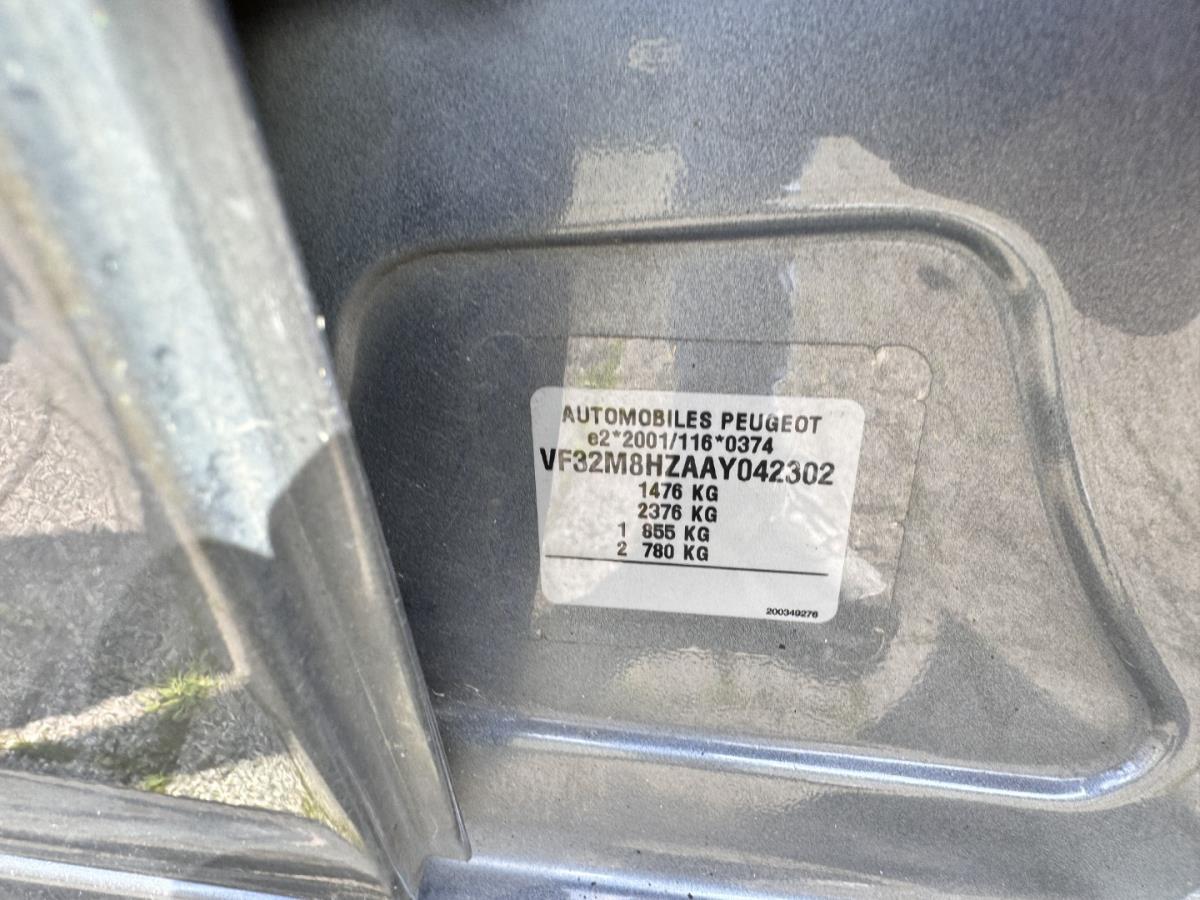 AUTOMOBILES PEUGEOT
e2*2001/116*0374
VF32M8HZAAY042302
1476 KG
2376 KG
1 855 KG
2 780 KG
200349276